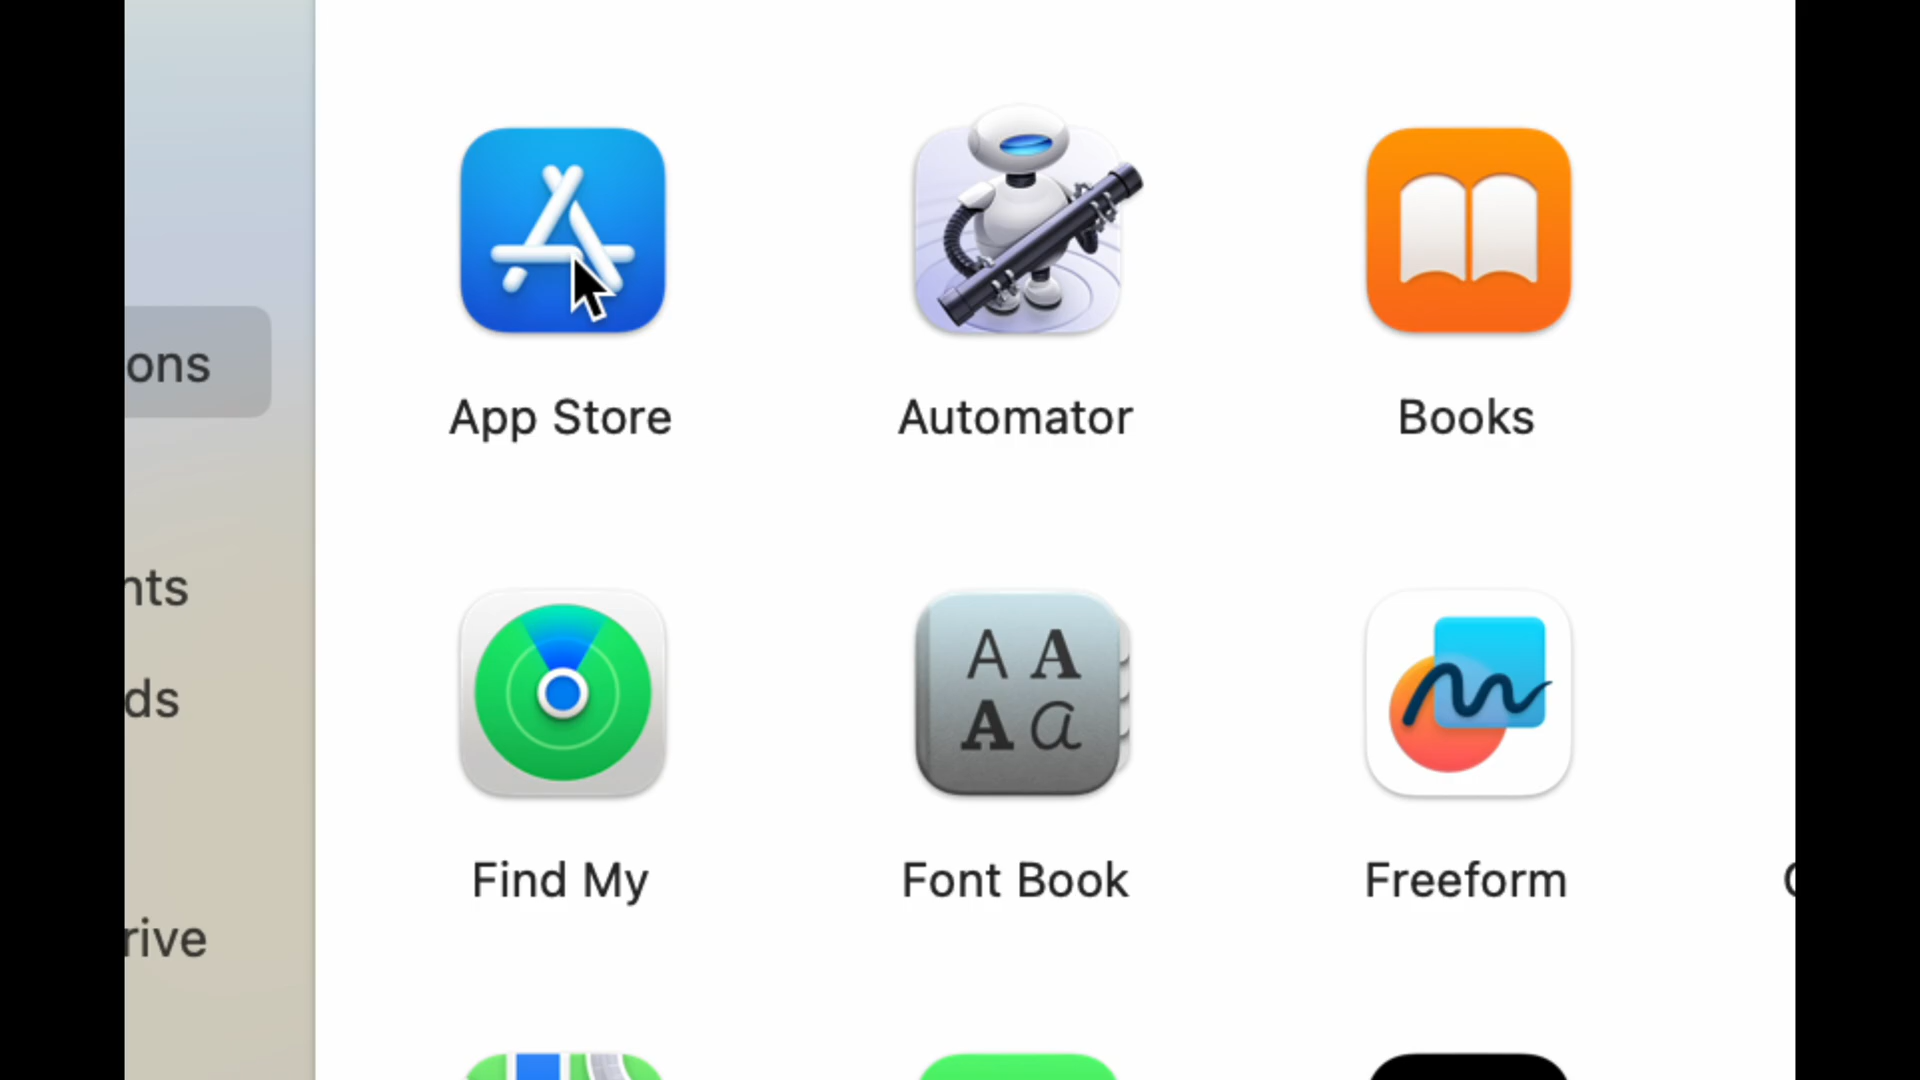 ons
nts
ds
rive
App Store
Automator
Books
A A
A a
Find My
Font Book
Freeform